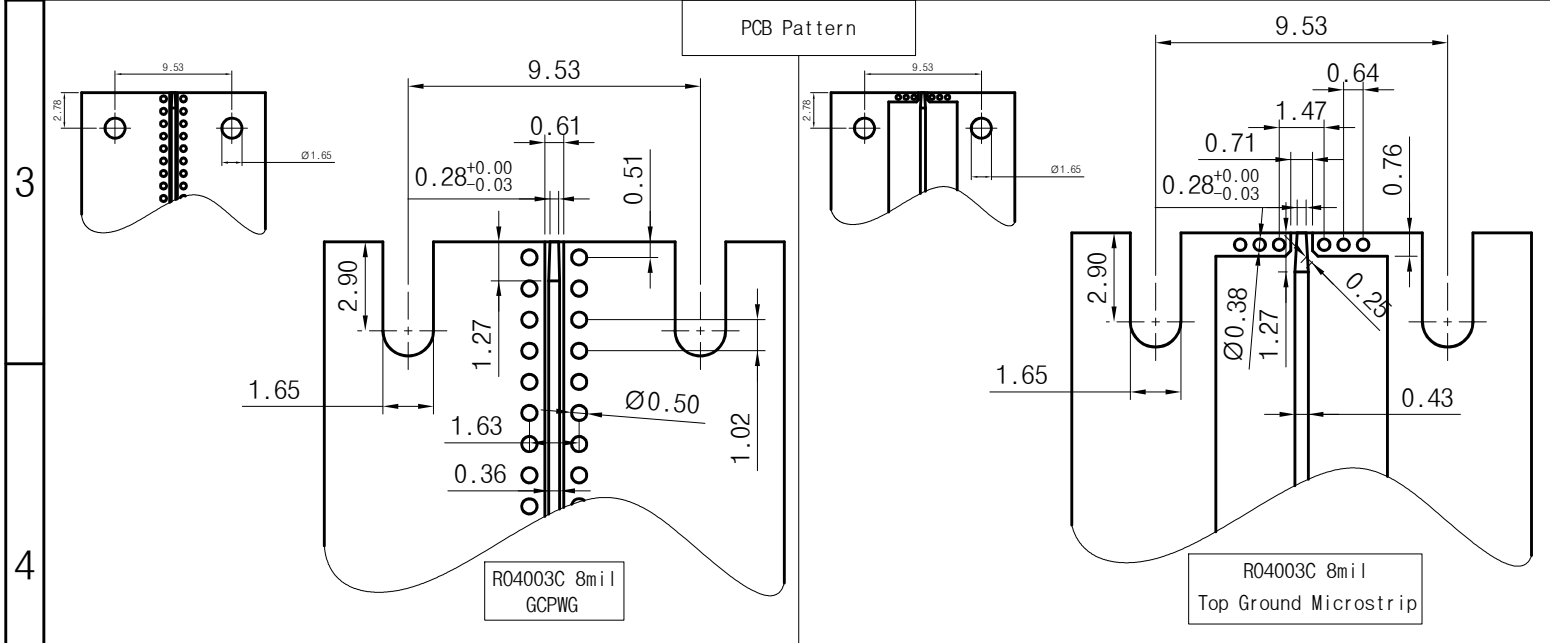 PCB Pattern
3
4
9.53
2.78
Ø1.65
9.53
0.61
0.28 +0.00 -0.03
0.51
2.90
1.27
1.65
Ø0.50
1.63
1.02
0.36
RO4003C 8mil
GCPWG
9.53
2.78
Ø1.65
9.53
0.64
1.47
0.71
0.76
0.28 +0.00 -0.03
2.90
Ø0.38
1.27
0.25
1.65
0.43
RO4003C 8mil
Top Ground Microstrip